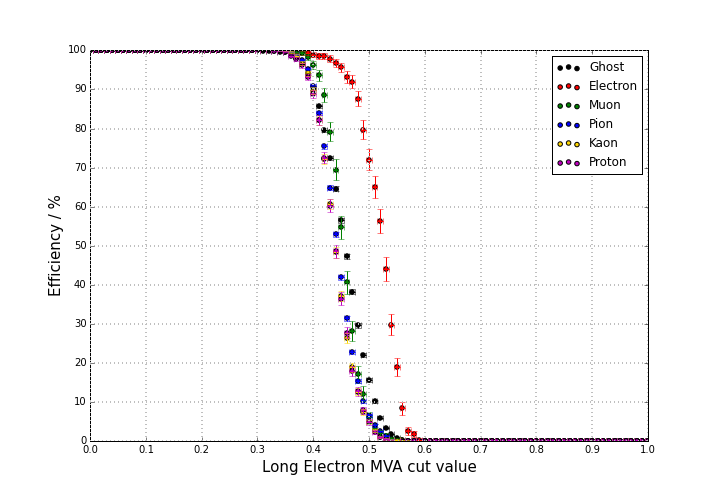 100
90
80
70
60
50
40
30
20
10
0
Efficiency / %
Ghost
Electron
Muon
Pion
Kaon
Proton
0.0 0.1 0.2 0.3 0.4 0.5 0.6 0.7 0.8 0.9 1.0
Long Electron MVA cut value